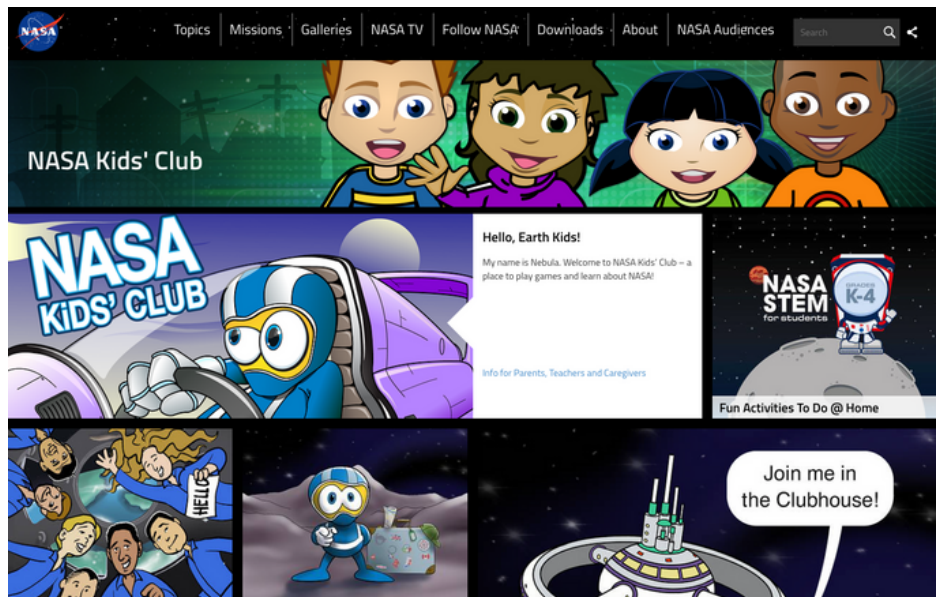 NASA
Topics
Missions
Galleries
NASA TV
Follow NASA
Downloads
About
NASA Audiences
Search
NASA Kids' Club
NASA
KiDS' CLUB
Hello, Earth Kids!
My name is Nebula. Welcome to NASA Kids' Club – a
place to play games and learn about NASA!
Info for Parents, Teachers and Caregivers
NASA
STEM
for students
GRADES
K-4
Fun Activities To Do @ Home
HELLO
Join me in
the Clubhouse!